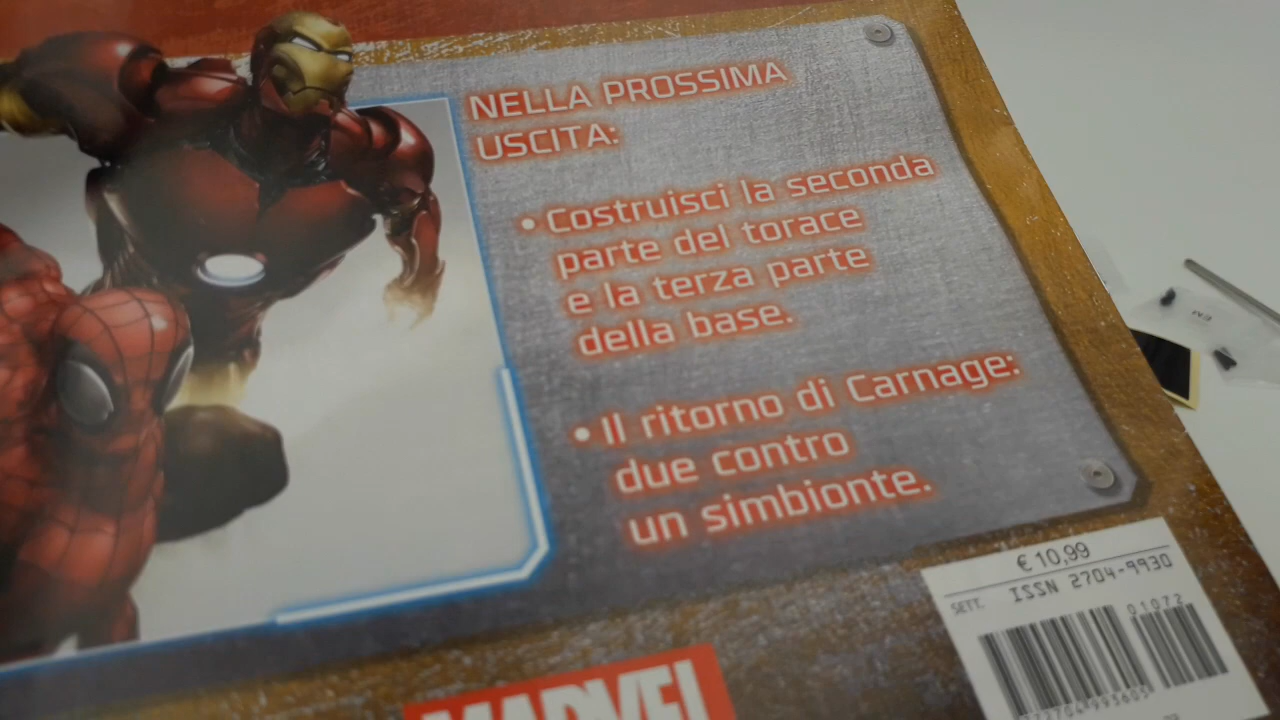 NELLA PROSSIMA
USCITA:
• Costruisci la seconda
parte del torace
e la terza parte
della base.
• Il ritorno di Carnage:
due contro
un simbionte.
€ 10,99
SETT. ISSN 2704-9930
01072
MARVEL